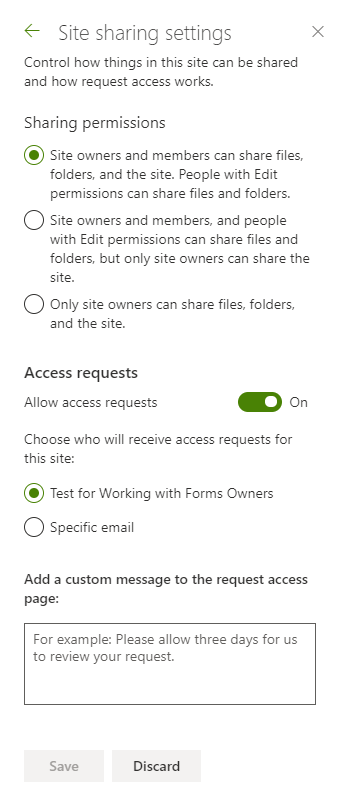 Site sharing settings
Control how things in this site can be shared
and how request access works.
Sharing permissions
Site owners and members can share files,
folders, and the site. People with Edit
permissions can share files and folders.
Site owners and members, and people
with Edit permissions can share files and
folders, but only site owners can share the
site.
Only site owners can share files, folders,
and the site.
Access requests
Allow access requests
On
Choose who will receive access requests for
this site:
Test for Working with Forms Owners
Specific email
Add a custom message to the request access
page:
For example: Please allow three days for us
to review your request.
Save
Discard